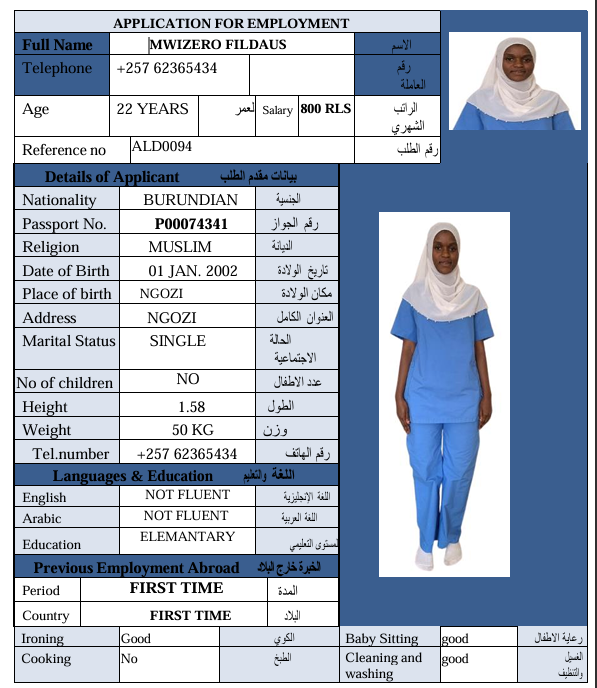 APPLICATION FOR EMPLOYMENT
Full Name MWIZERO FILDAUS الاسم
Telephone +257 62365434 رقم العاملة
Age 22 YEARS لعمر Salary 800 RLS الراتب الشهري
Reference no ALD0094 رقم الطلب
Details of Applicant بيانات مقدم الطلب
Nationality BURUNDIAN الجنسية
Passport No. P00074341 رقم الجواز
Religion MUSLIM الديانة
Date of Birth 01 JAN. 2002 تاريخ الولادة
Place of birth NGOZI مكان الولادة
Address NGOZI العنوان الكامل
Marital Status SINGLE الحالة الاجتماعية
No of children NO عدد الاطفال
Height 1.58 الطول
Weight 50 KG وزن
Tel.number +257 62365434 رقم الهاتف
Languages & Education اللغة والتعليم
English NOT FLUENT اللغة الإنجليزية
Arabic NOT FLUENT اللغة العربية
Education ELEMANTARY لمستوى التعليمي
Previous Employment Abroad الخبرة خارج البلاد
Period FIRST TIME المدة
Country FIRST TIME البلاد
Ironing Good الكوي Baby Sitting good رعاية الاطفال
Cooking No الطبخ Cleaning and washing good الغسيل والتنظيف